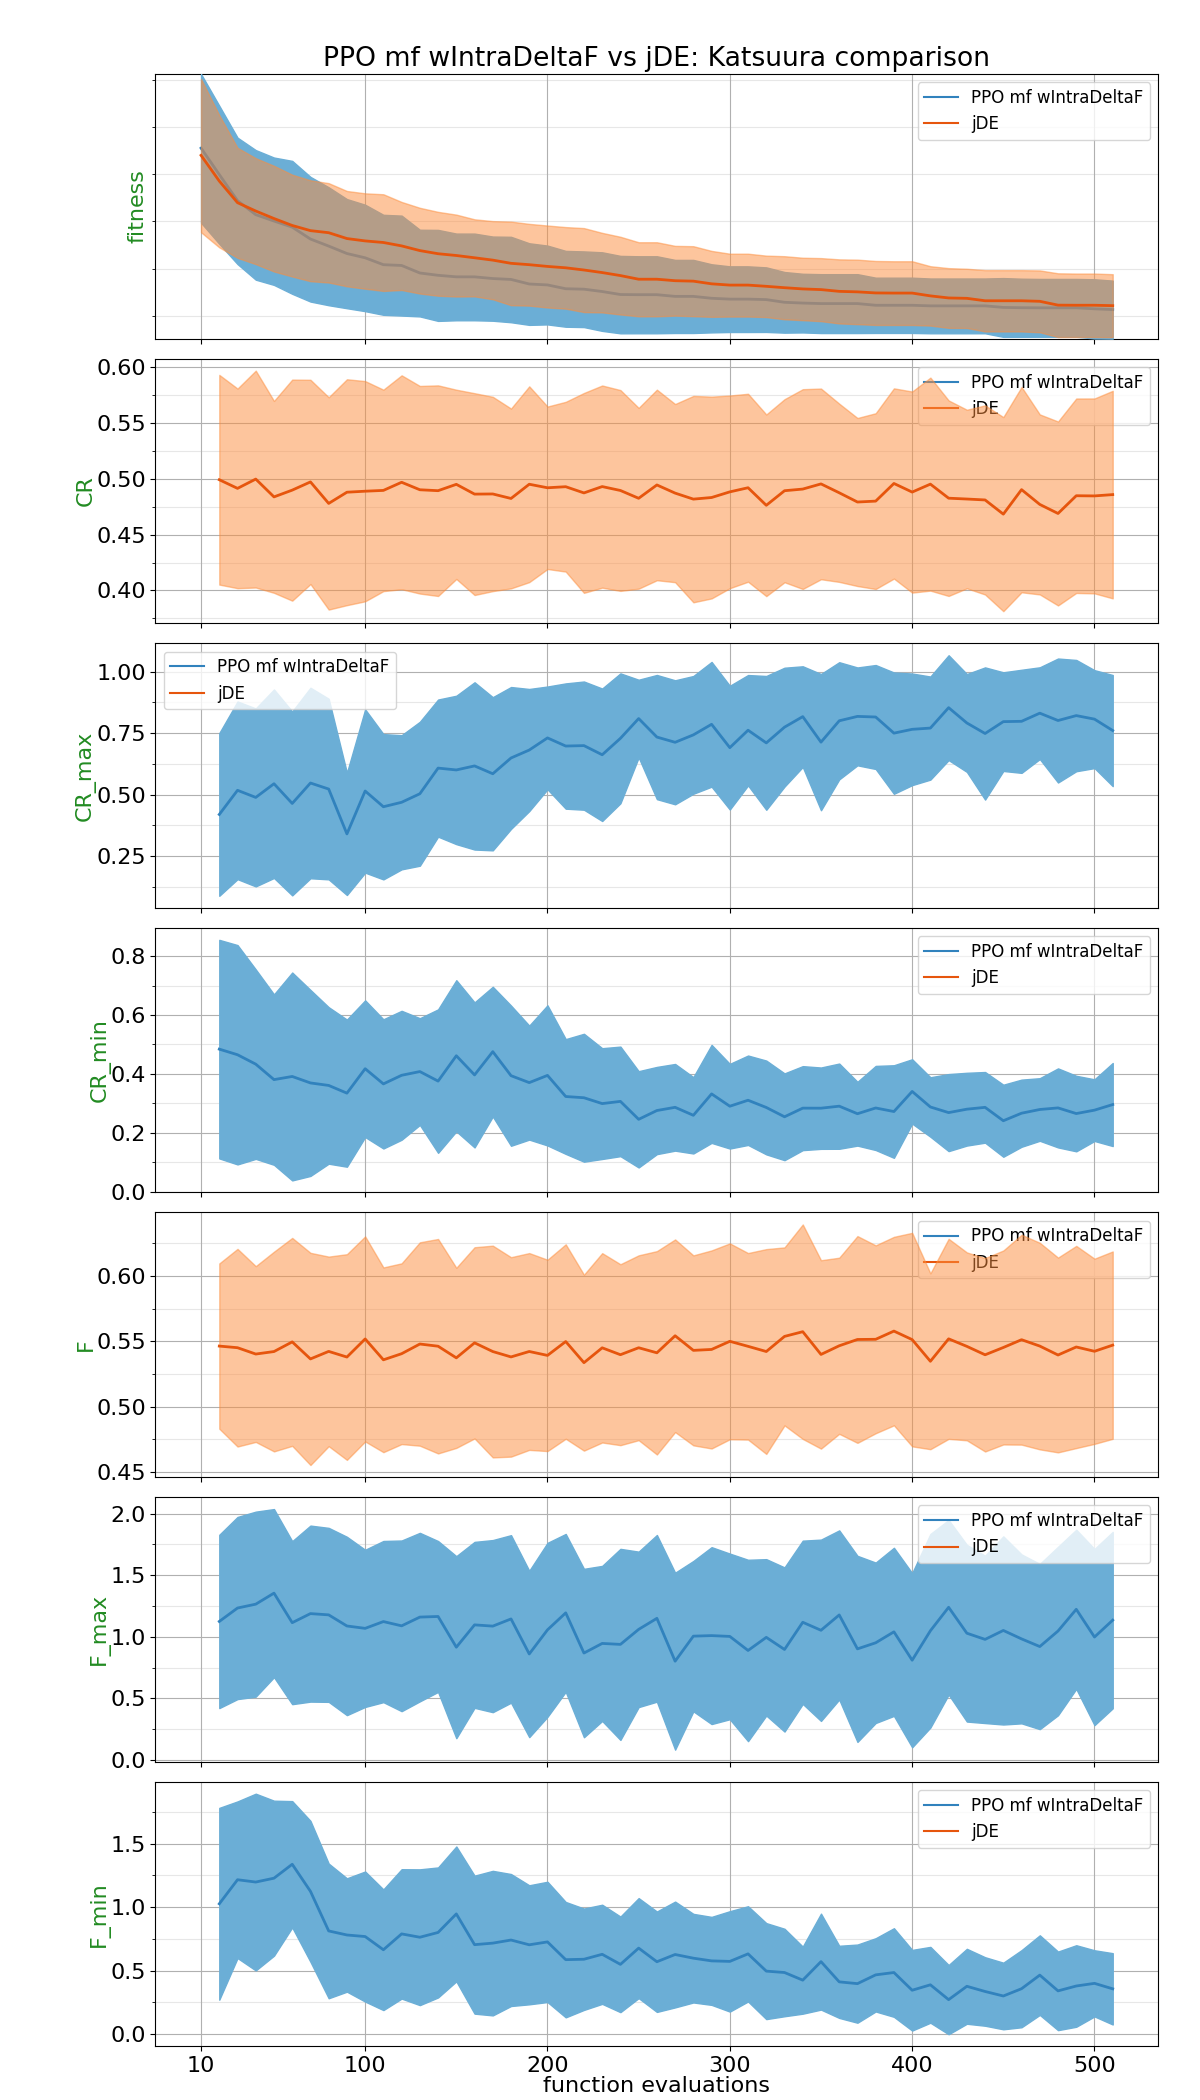 PPO mf wIntraDeltaF vs jDE: Katsuura comparison
fitness
PPO mf wIntraDeltaF
jDE
CR
0.60
0.55
0.50
0.45
0.40
PPO mf wIntraDeltaF
jDE
CR_max
1.00
0.75
0.50
0.25
PPO mf wIntraDeltaF
jDE
CR_min
0.8
0.6
0.4
0.2
0.0
PPO mf wIntraDeltaF
jDE
F
0.60
0.55
0.50
0.45
PPO mf wIntraDeltaF
jDE
F_max
2.0
1.5
1.0
0.5
0.0
PPO mf wIntraDeltaF
jDE
F_min
1.5
1.0
0.5
0.0
PPO mf wIntraDeltaF
jDE
10 100 200 300 400 500
function evaluations